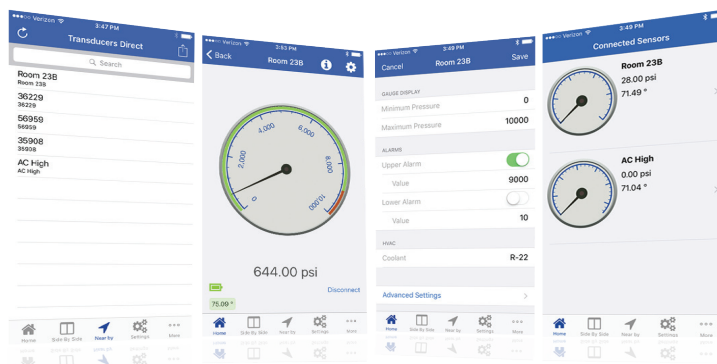 Verizon
3:47 PM
Transducers Direct
Search
Room 23B
Room 23B
36229
36229
56959
56959
35908
35908
AC High
AC High
Home
Side By Side
Near by
Settings
More
Verizon
3:53 PM
Back
Room 23B
0
2,000
4,000
6,000
8,000
10,000
644.00 psi
Disconnect
75.09 °
Home
Side By Side
Near by
Settings
More
Verizon
3:49 PM
Cancel
Room 23B
Save
GAUGE DISPLAY
Minimum Pressure 0
Maximum Pressure 10000
ALARMS
Upper Alarm
Value 9000
Lower Alarm
Value 10
HVAC
Coolant R-22
Advanced Settings
Home
Side By Side
Near by
Settings
More
Verizon
3:49 PM
Connected Sensors
Room 23B
28.00 psi
71.49 °
AC High
0.00 psi
71.04 °
Home
Side By Side
Near by
Settings
More